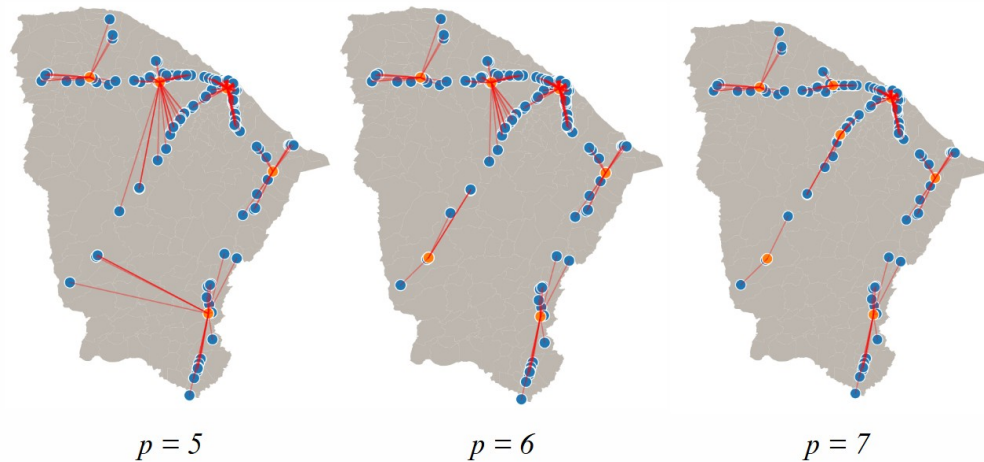 p = 5
p = 6
p = 7